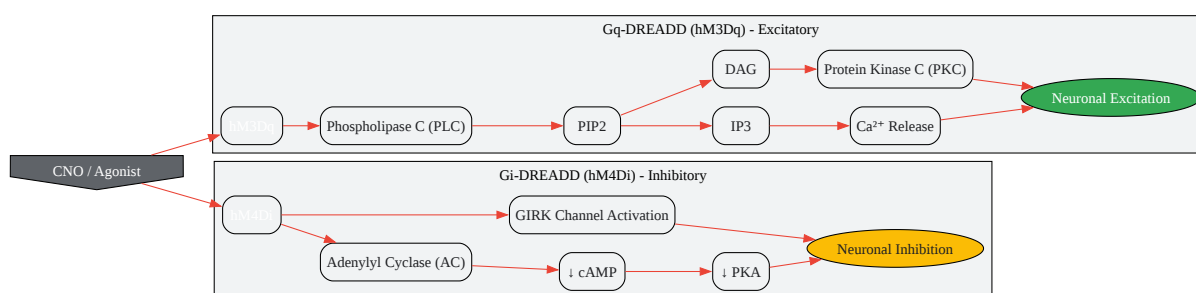 Gq-DREADD (hM3Dq) - Excitatory
DAG
Protein Kinase C (PKC)
Neuronal Excitation
hM3Dq
Phospholipase C (PLC)
PIP2
IP3
Ca²⁺ Release
CNO / Agonist
Gi-DREADD (hM4Di) - Inhibitory
hM4Di
GIRK Channel Activation
Neuronal Inhibition
Adenylyl Cyclase (AC)
↓ cAMP
↓ PKA